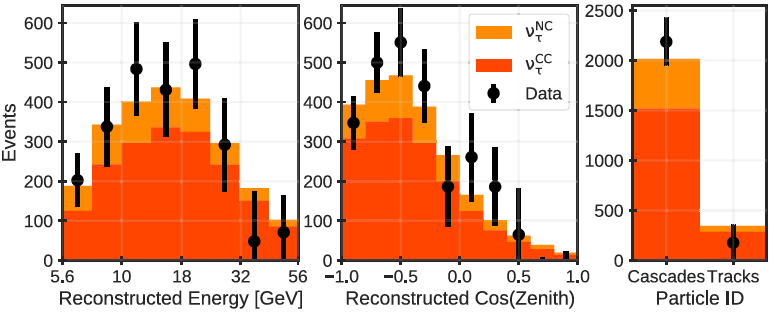 Events
600
500
400
300
200
100
0
5.6 10 18 32 56
Reconstructed Energy [GeV]
600
500
400
300
200
100
0
−1.0 −0.5 0.0 0.5 1.0
Reconstructed Cos(Zenith)
ν_τ^NC
ν_τ^CC
Data
2500
2000
1500
1000
500
0
Cascades Tracks
Particle ID